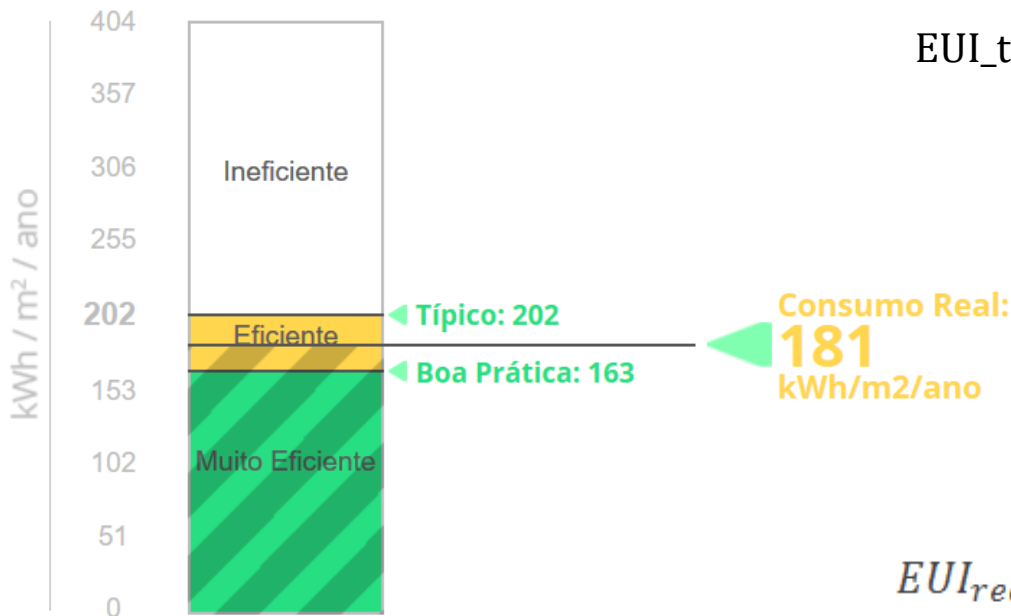 404
357
306
255
202
153
102
51
0
kWh / m² / ano
Ineficiente
Eficiente
Muito Eficiente
Típico: 202
Boa Prática: 163
Consumo Real:
181
kWh/m2/ano
EUI_t
EUI